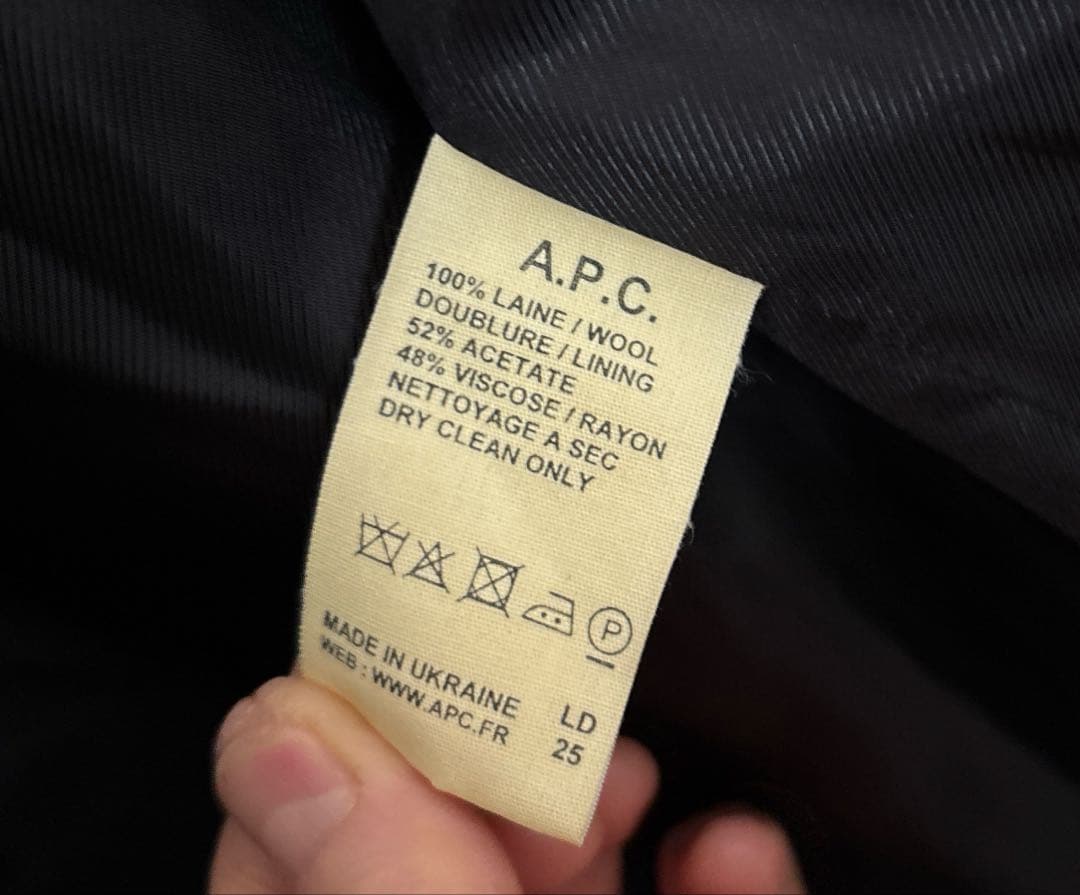 A.P.C.
100% LAINE / WOOL
DOUBLURE / LINING
52% ACETATE
48% VISCOSE / RAYON
NETTOYAGE A SEC
DRY CLEAN ONLY
P
MADE IN UKRAINE LD
WEB : WWW.APC.FR 25